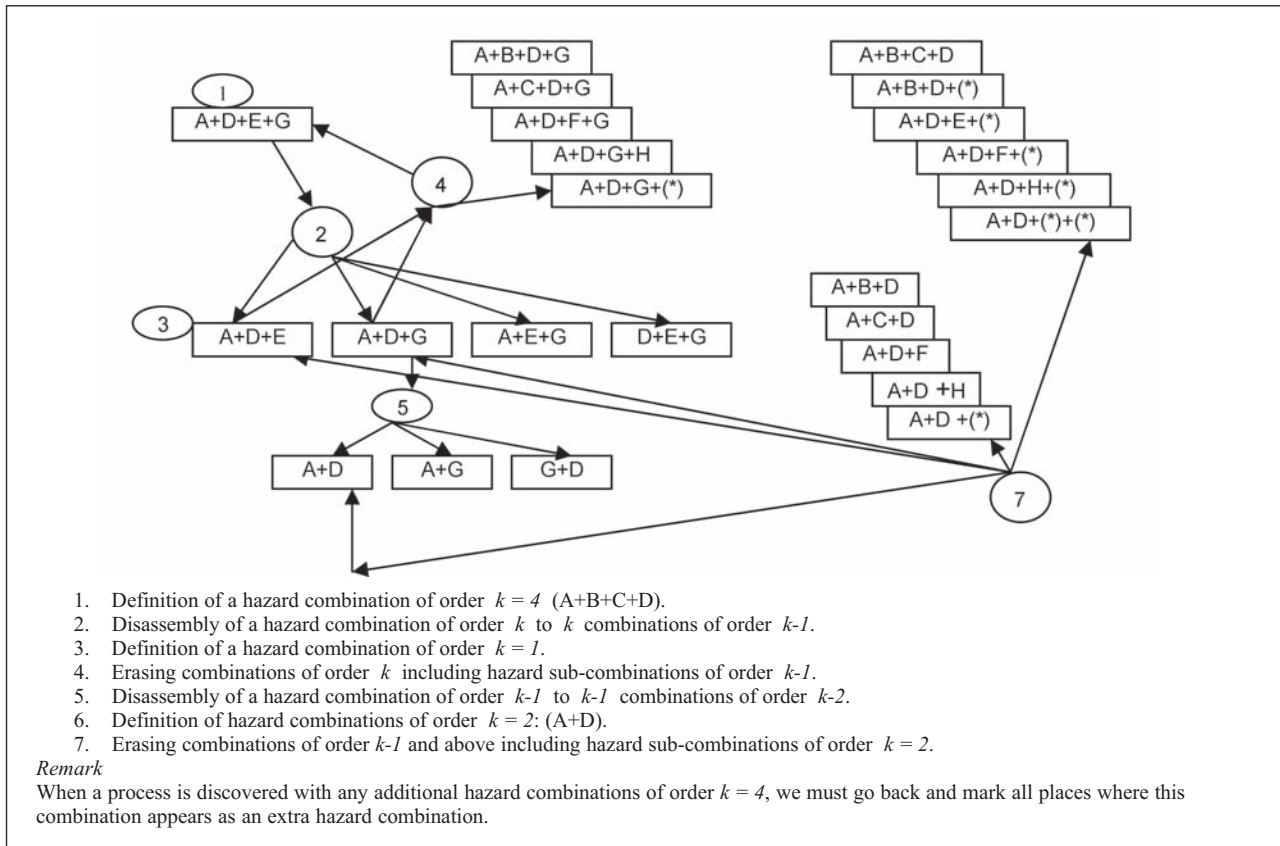 A+B+D+G
A+C+D+G
A+D+F+G
A+D+G+H
A+D+G+(*)
A+B+C+D
A+B+D+(*)
A+D+E+(*)
A+D+F+(*)
A+D+H+(*)
A+D+(*)+(*)
1
A+D+E+G
4
2
3
A+D+E
A+D+G
A+E+G
D+E+G
A+B+D
A+C+D
A+D+F
A+D +H
A+D +(*)
5
A+D
A+G
G+D
7
1. Definition of a hazard combination of order k = 4 (A+B+C+D).
2. Disassembly of a hazard combination of order k to k combinations of order k-1.
3. Definition of a hazard combination of order k = 1.
4. Erasing combinations of order k including hazard sub-combinations of order k-1.
5. Disassembly of a hazard combination of order k-1 to k-1 combinations of order k-2.
6. Definition of hazard combinations of order k = 2: (A+D).
7. Erasing combinations of order k-1 and above including hazard sub-combinations of order k = 2.
Remark
When a process is discovered with any additional hazard combinations of order k = 4, we must go back and mark all places where this
combination appears as an extra hazard combination.